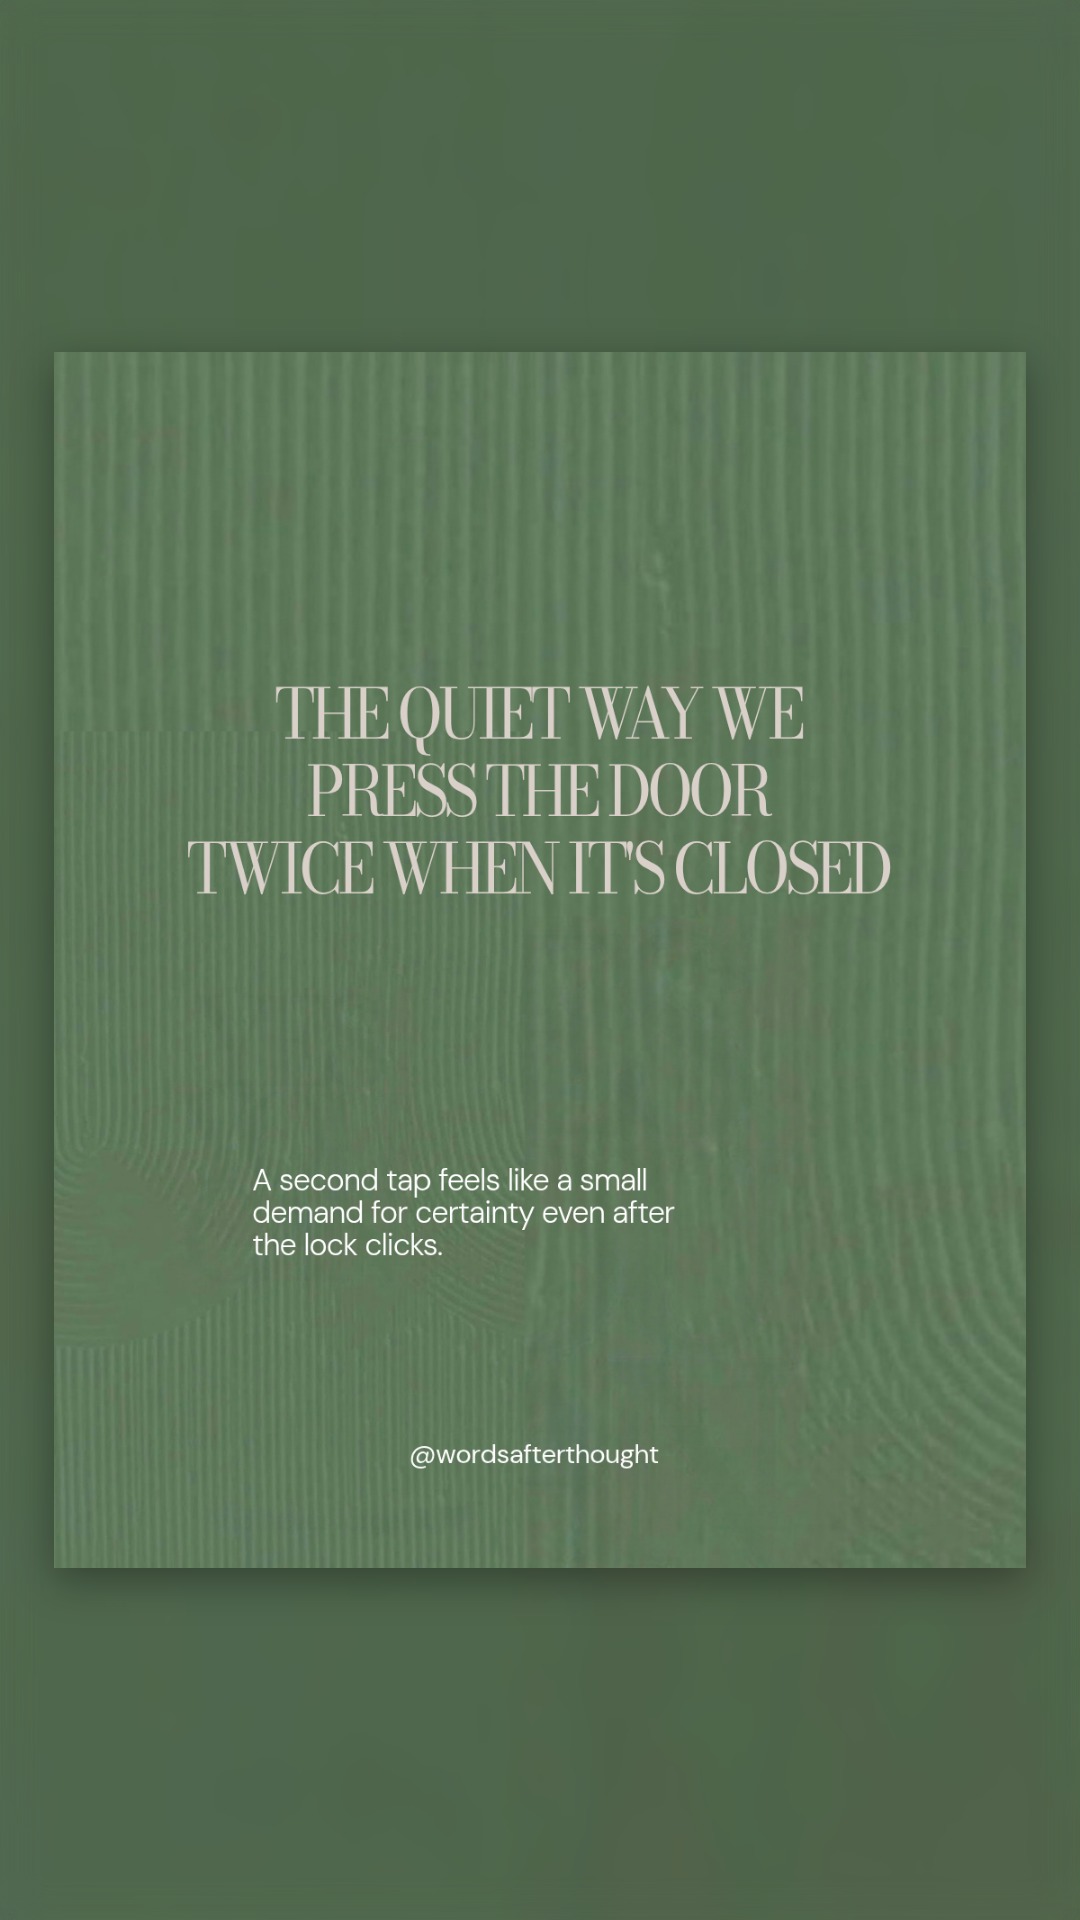 THE QUIET WAY WE
PRESS THE DOOR
TWICE WHEN IT'S CLOSED
A second tap feels like a small
demand for certainty even after
the lock clicks.
@wordsafterthought